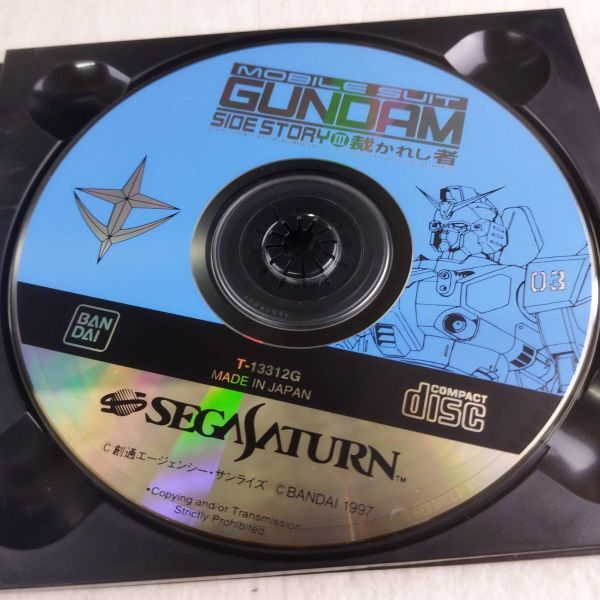 MOBILE SUIT
GUNDAM
SIDE STORY III 裁かれし者
03
BAN
DAI
T-13312G
MADE IN JAPAN
COMPACT
disc
SEGA SATURN™
©創通エージェンシー・サンライズ ©BANDAI 1997
•Copying and/or Transmission
Strictly Prohibited